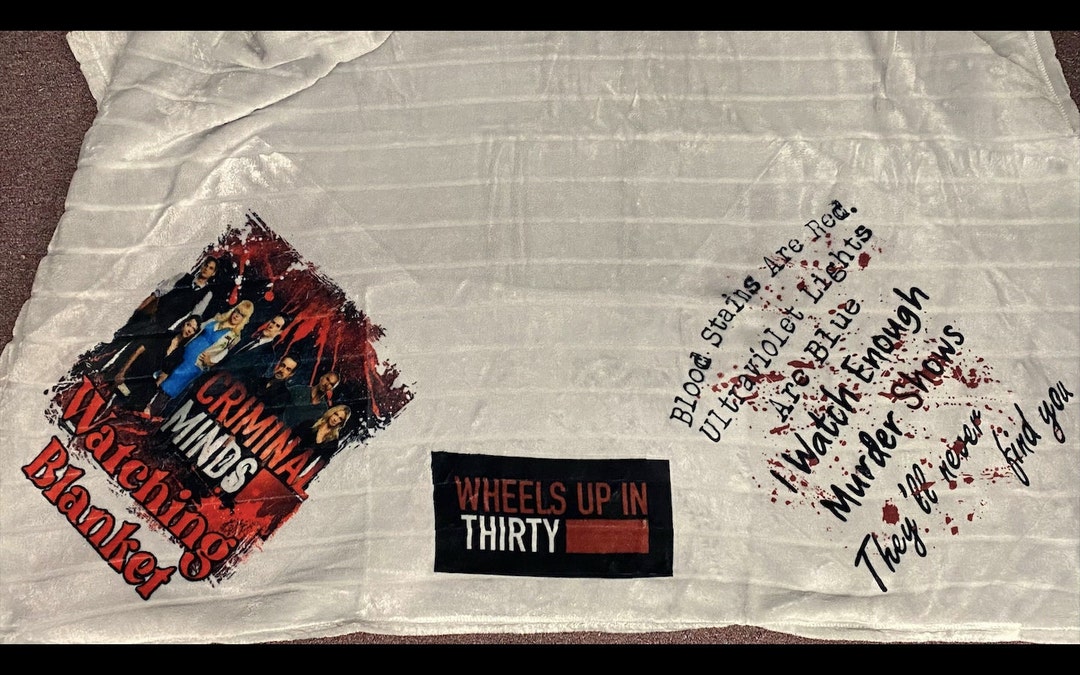 CRIMINAL
MINDS
Watching
Blanket
WHEELS UP IN
THIRTY
Blood Stains Are Red.
Ultraviolet Lights
Are Blue
I Watch Enough
Murder Shows
They'll never find you